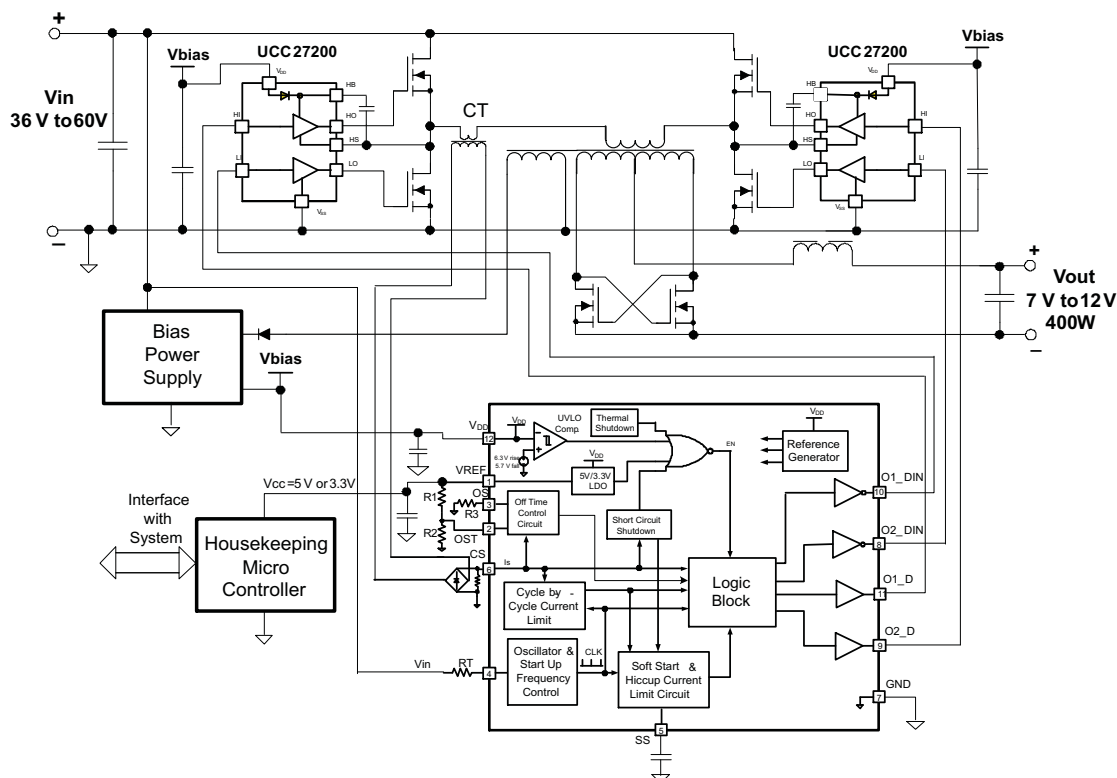 +
Vbias
UCC27200
UCC27200
Vbias
VDD
HB
HO
HS
HI
LI
LO
VSS
Vin
36 V to60V
CT
VDD
HB
HO
HS
HI
LI
LO
VSS
−
+
Vout
7 V to12V
400W
−
Bias
Power
Supply
Vbias
VDD
12
VDD
UVLO
Comp.
6.3 V rise
5.7 V fall
Thermal
Shutdown
EN
VDD
Reference
Generator
VREF
1
VDD
5V/3.3V
LDO
Vcc=5 V or3.3V
R1
OS
3
R3
R2
2
OST
Off Time
Control
Circuit
Short Circuit
Shutdown
O1_DIN
10
O2_DIN
8
O1_D
11
O2_D
9
Interface
with
System
Housekeeping
Micro
Controller
CS
6
Is
Cycle by -
Cycle Current
Limit
Logic
Block
Vin
RT
4
Oscillator &
Start Up
Frequency
Control
CLK
Soft Start &
Hiccup Current
Limit Circuit
GND
7
5
SS